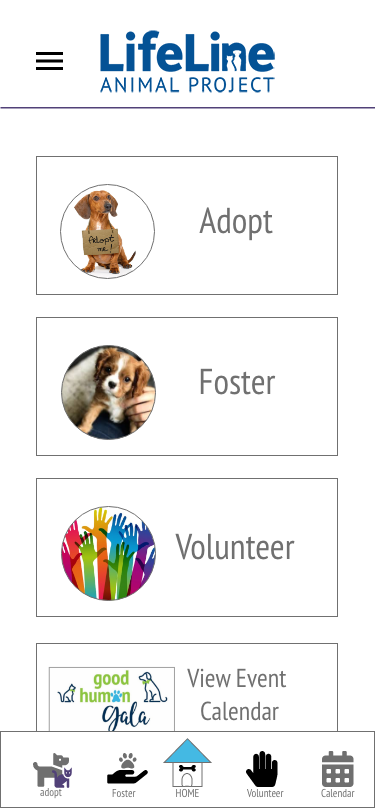 LifeLine
ANIMAL PROJECT
Adopt
me!
Adopt
Foster
Volunteer
good
human
gala
View Event
Calendar
adopt
Foster
HOME
Volunteer
Calendar